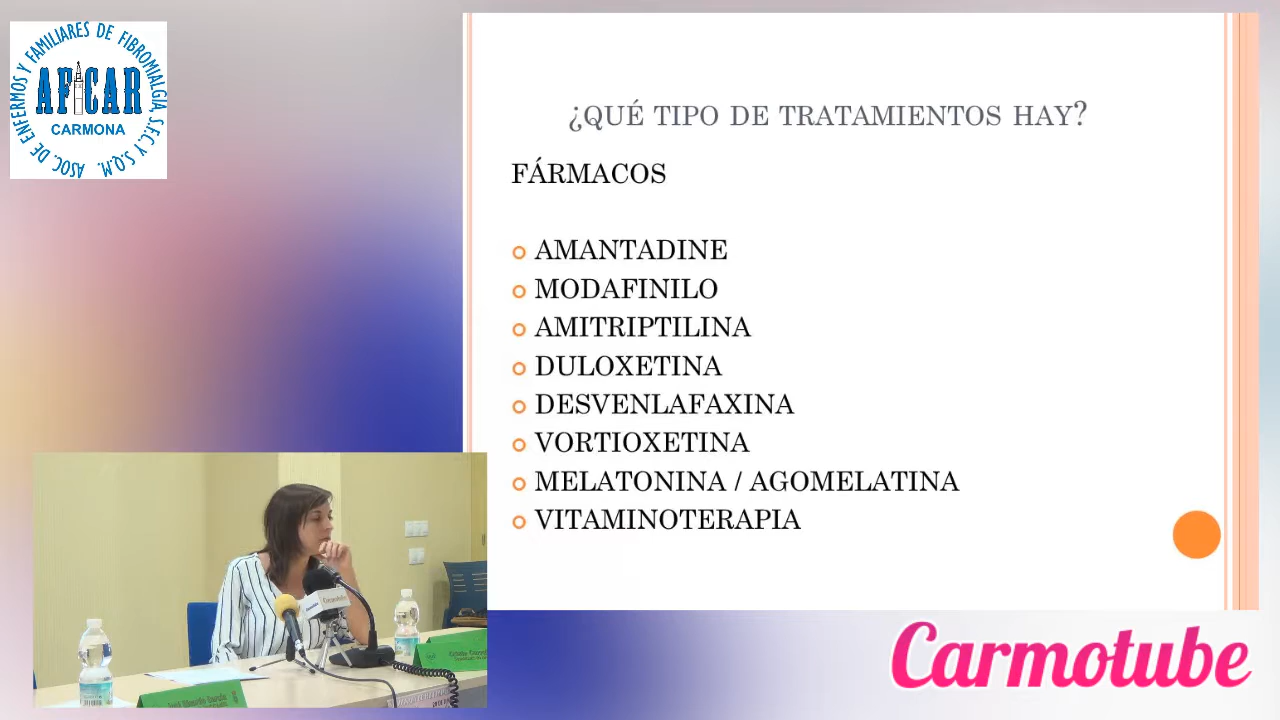 ASOC. DE ENFERMOS Y FAMILIARES DE FIBROMIALGIA, S.F.C. Y S.Q.M.
AFICAR
CARMONA
¿QUÉ TIPO DE TRATAMIENTOS HAY?
FÁRMACOS
AMANTADINE
MODAFINILO
AMITRIPTILINA
DULOXETINA
DESVENLAFAXINA
VORTIOXETINA
MELATONINA / AGOMELATINA
VITAMINOTERAPIA
Carmotube